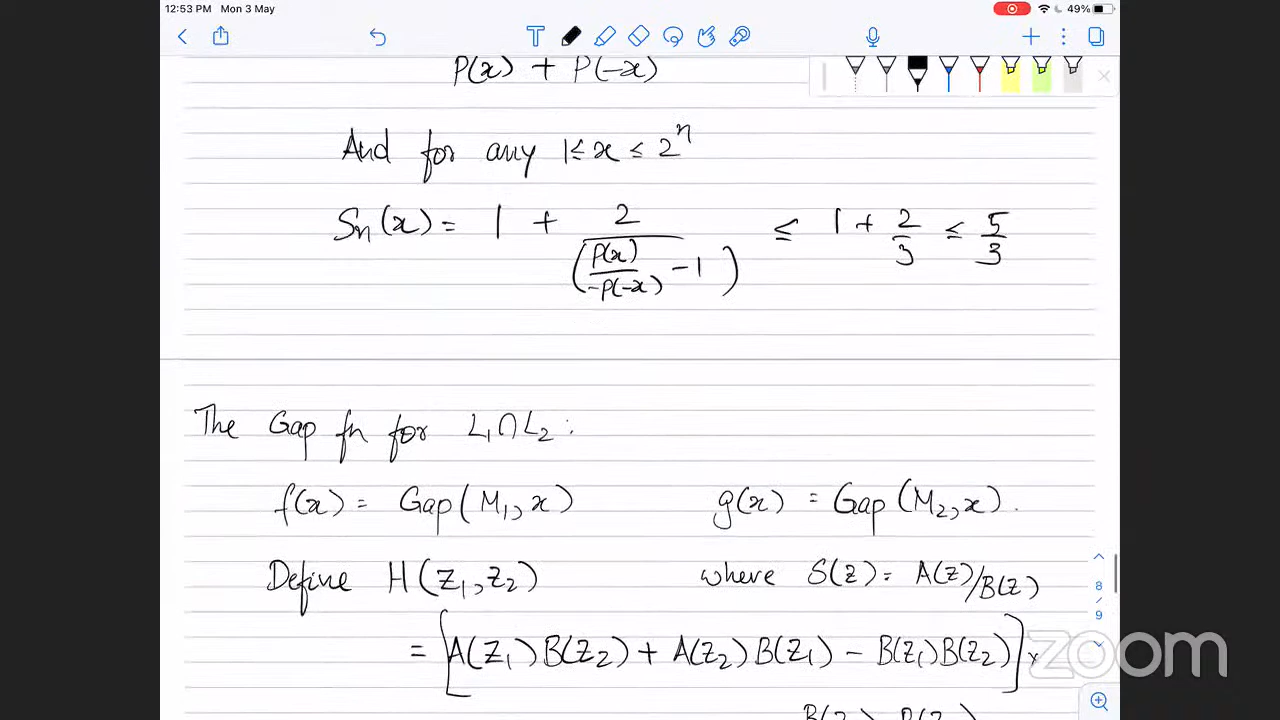 12:53 PM Mon 3 May 49%
P(x) + P(-x)
And for any 1 ≤ x ≤ 2^n
Sn(x) = 1 + 2/(P(x)/-P(-x) - 1) ≤ 1 + 2/3 ≤ 5/3
The Gap fn for L₁∩L₂:
f(x) = Gap(M₁, x) g(x) = Gap(M₂, x).
Define H(Z₁, Z₂) where S(z) = A(z)/B(z)
= [A(Z₁)B(Z₂) + A(Z₂)B(Z₁) - B(Z₁)B(Z₂)] ×
8
/
9
zoom